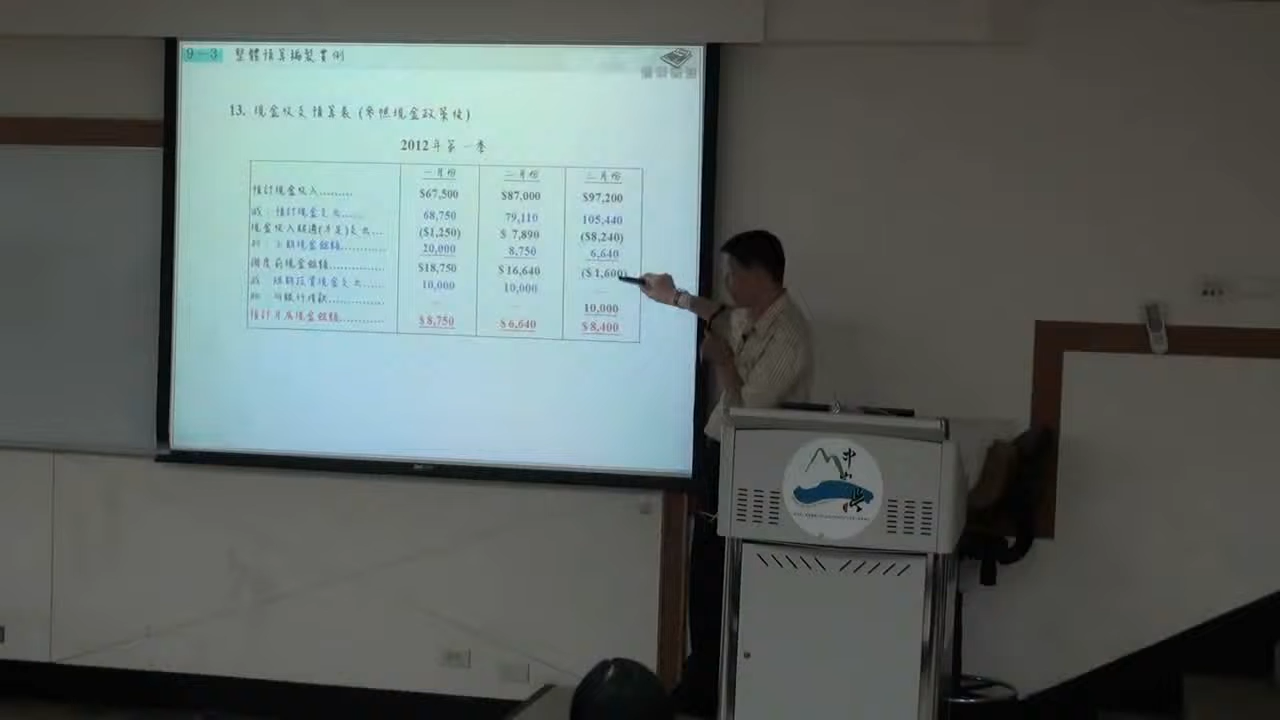 9-3 整體預算編製實例
13. 現金收支預算表(參照現金政策後)
2012年第一季
一月份 二月份 三月份
預計現金收入......... $67,500 $87,000 $97,200
減:預計現金支出..... 68,750 79,110 105,440
現金收入超過(不足)支出... ($1,250) $ 7,890 ($8,240)
加:上期現金餘額........... 20,000 8,750 6,640
調度前現金餘額............ $18,750 $16,640 ($ 1,600)
減:短期投資現金支出..... 10,000 10,000
加:向銀行借款.............. 10,000
預計月底現金餘額........... $8,750 $6,640 $8,400
中山